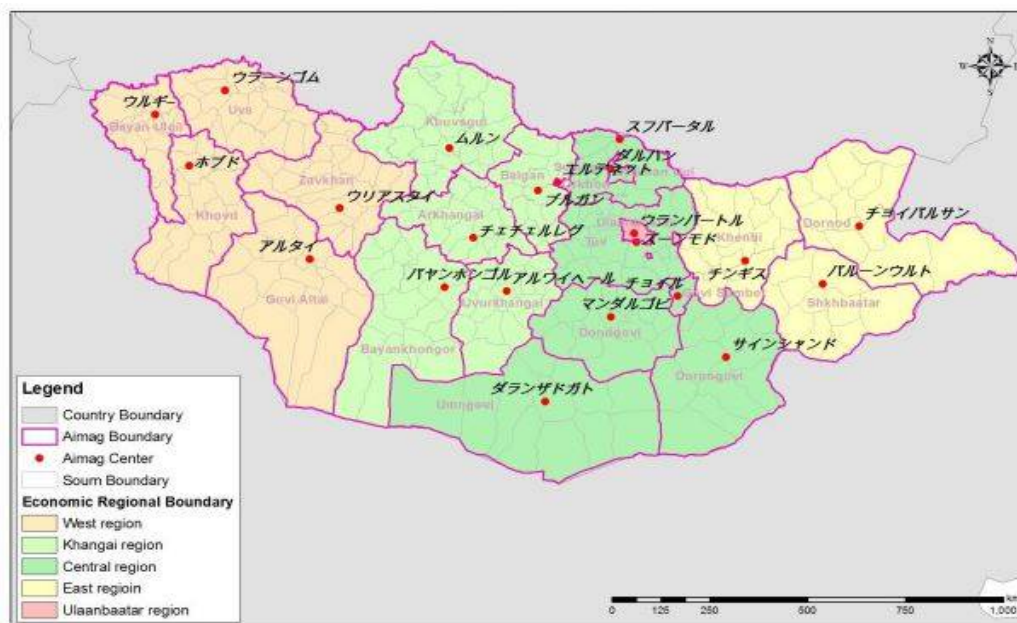 N
W
S
ウラーンゴム
ウルギー
Uvs
Bayan-Ulgii
ホブド
Khovd
Zavkhan
ウリアスタイ
アルタイ
Govi Altai
Khuvsgul
ムルン
Arkhangai
チェチェルレグ
Bulgan
エルデネット
ブルガン
スフバータル
ダルハン
ウランバートル
Tuv
ズーンモド
Khentii
チンギス
Dornod
チョイバルサン
バルーンウルト
Shkhbaatar
バヤンホンゴル
アルワイヘール
Uvurkhangai
Bayankhongor
チョイル
マンダルゴビ
Dondgovi
サインシャンド
Dornogovi
ダランザドガト
Umngovi
Legend
Country Boundary
Aimag Boundary
Aimag Center
Soum Boundary
Economic Regional Boundary
West region
Khangai region
Central region
East regioin
Ulaanbaatar region
km
0 125 250 500 750 1,000